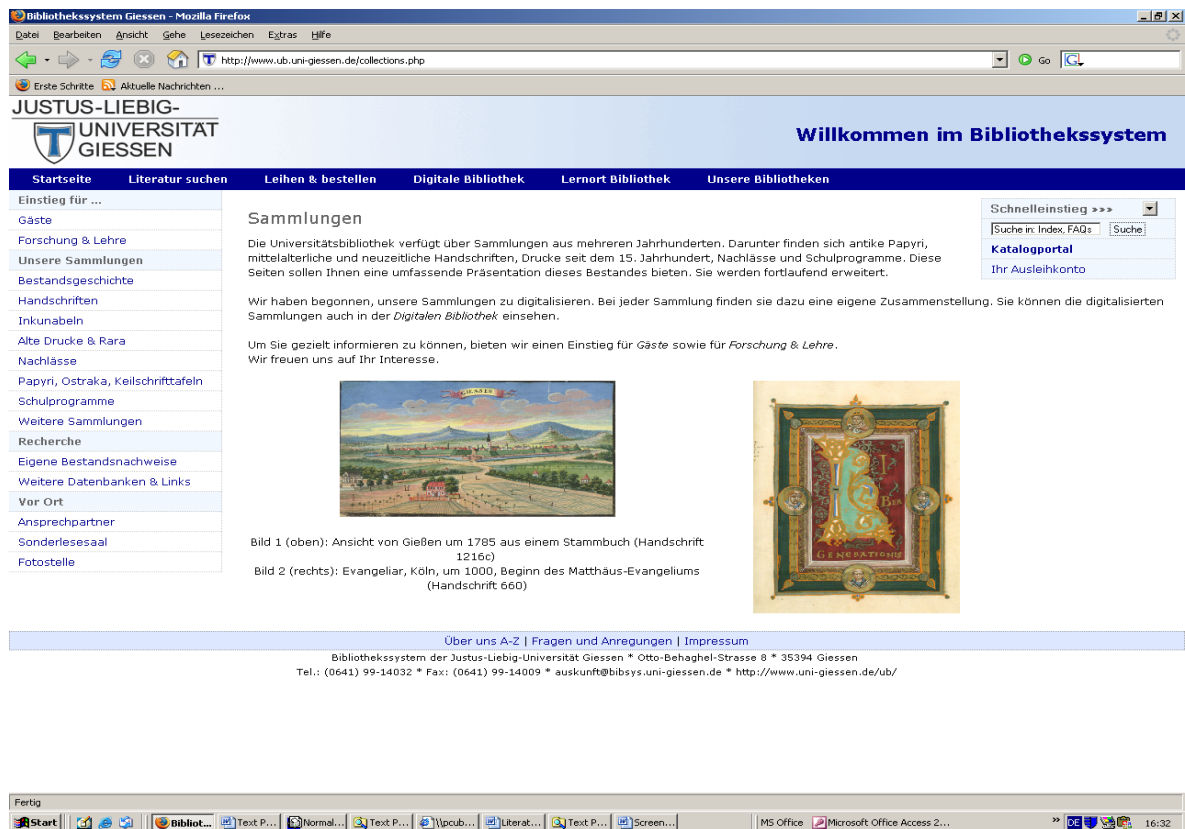 Bibliothekssystem Giessen - Mozilla Firefox
Datei Bearbeiten Ansicht Gehe Lesezeichen Extras Hilfe
http://www.ub.uni-giessen.de/collections.php
Go
Erste Schritte Aktuelle Nachrichten ...
JUSTUS-LIEBIG-
UNIVERSITÄT
GIESSEN
Willkommen im Bibliothekssystem
Startseite Literatur suchen Leihen & bestellen Digitale Bibliothek Lernort Bibliothek Unsere Bibliotheken
Einstieg für ...
Gäste
Forschung & Lehre
Unsere Sammlungen
Bestandsgeschichte
Handschriften
Inkunabeln
Alte Drucke & Rara
Nachlässe
Papyri, Ostraka, Keilschrifttafeln
Schulprogramme
Weitere Sammlungen
Recherche
Eigene Bestandsnachweise
Weitere Datenbanken & Links
Vor Ort
Ansprechpartner
Sonderlesesaal
Fotostelle
Sammlungen
Die Universitätsbibliothek verfügt über Sammlungen aus mehreren Jahrhunderten. Darunter finden sich antike Papyri,
mittelalterliche und neuzeitliche Handschriften, Drucke seit dem 15. Jahrhundert, Nachlässe und Schulprogramme. Diese
Seiten sollen Ihnen eine umfassende Präsentation dieses Bestandes bieten. Sie werden fortlaufend erweitert.
Wir haben begonnen, unsere Sammlungen zu digitalisieren. Bei jeder Sammlung finden sie dazu eine eigene Zusammenstellung. Sie können die digitalisierten
Sammlungen auch in der Digitalen Bibliothek einsehen.
Um Sie gezielt informieren zu können, bieten wir einen Einstieg für Gäste sowie für Forschung & Lehre.
Wir freuen uns auf Ihr Interesse.
Schnelleinstieg »»»
Suche in: Index, FAQs Suche
Katalogportal
Ihr Ausleihkonto
GIESSEN
LI
BER
GENERATIONIS
Bild 1 (oben): Ansicht von Gießen um 1785 aus einem Stammbuch (Handschrift
1216c)
Bild 2 (rechts): Evangeliar, Köln, um 1000, Beginn des Matthäus-Evangeliums
(Handschrift 660)
Über uns A-Z | Fragen und Anregungen | Impressum
Bibliothekssystem der Justus-Liebig-Universität Giessen * Otto-Behaghel-Strasse 8 * 35394 Giessen
Tel.: (0641) 99-14032 * Fax: (0641) 99-14009 * auskunft@bibsys.uni-giessen.de * http://www.uni-giessen.de/ub/
Fertig
Start Bibliot... Text P... Normal... Text P... \\pcub... Literat... Text P... Screen... MS Office Microsoft Office Access 2... » DE 16:32